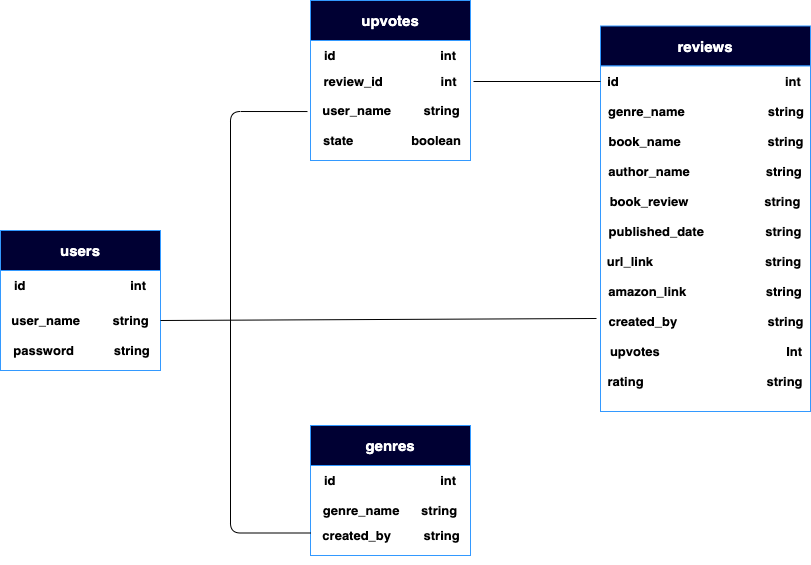 upvotes
id int
review_id int
user_name string
state boolean
reviews
id int
genre_name string
book_name string
author_name string
book_review string
published_date string
url_link string
amazon_link string
created_by string
upvotes Int
rating string
users
id int
user_name string
password string
genres
id int
genre_name string
created_by string